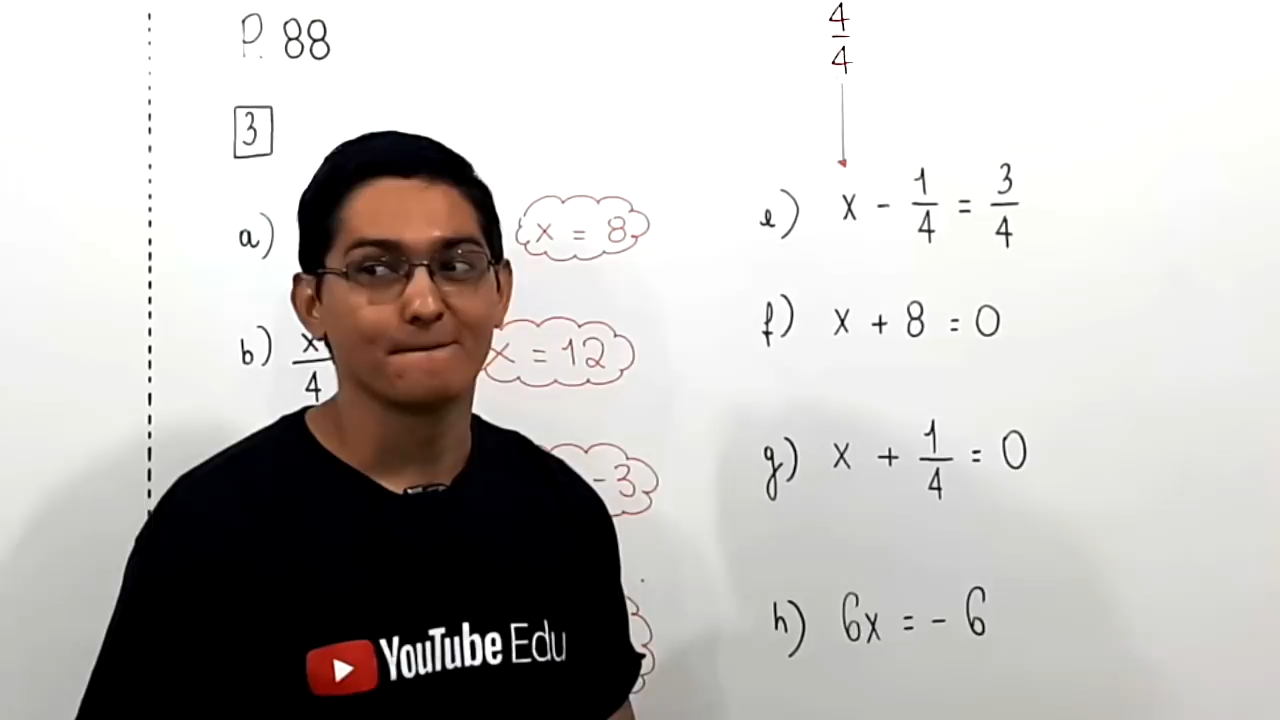 P. 88
3
a)
x = 8
b) x/4
x = 12
-3
4/4
e) x - 1/4 = 3/4
f) x + 8 = 0
g) x + 1/4 = 0
h) 6x = - 6
YouTube Edu